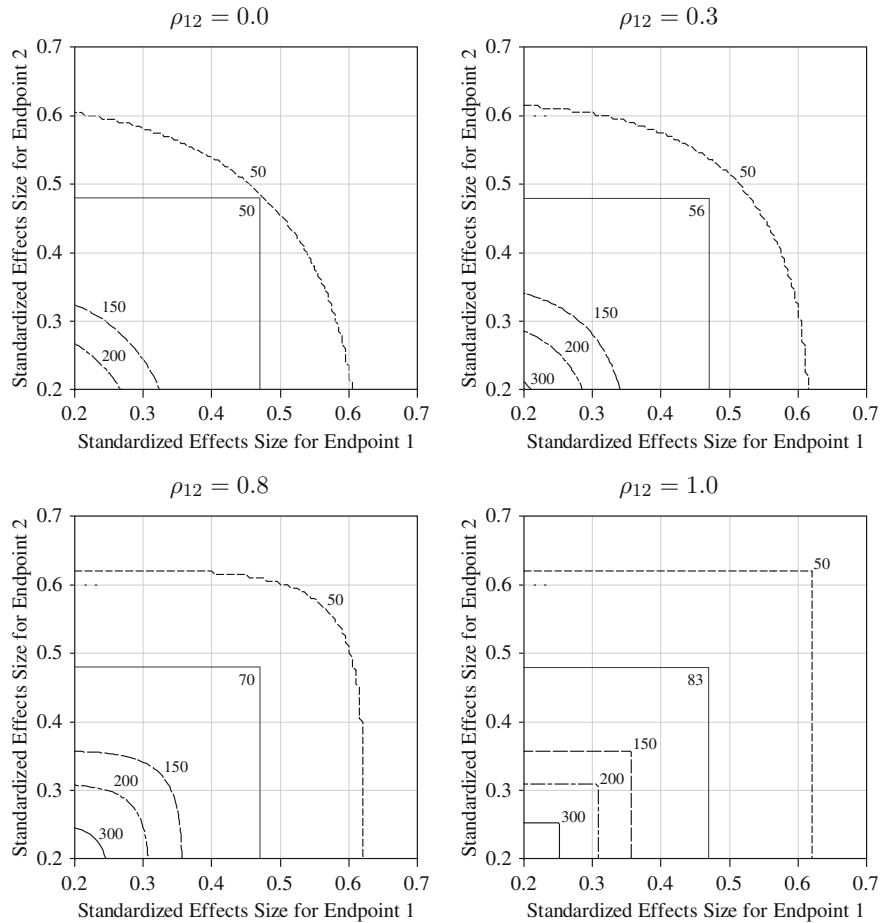 ρ12 = 0.0
Standardized Effects Size for Endpoint 2
0.7
0.6
0.5
0.4
0.3
0.2
50
50
150
200
0.2 0.3 0.4 0.5 0.6 0.7
Standardized Effects Size for Endpoint 1
ρ12 = 0.3
Standardized Effects Size for Endpoint 2
0.7
0.6
0.5
0.4
0.3
0.2
50
56
150
200
300
0.2 0.3 0.4 0.5 0.6 0.7
Standardized Effects Size for Endpoint 1
ρ12 = 0.8
Standardized Effects Size for Endpoint 2
0.7
0.6
0.5
0.4
0.3
0.2
50
70
150
200
300
0.2 0.3 0.4 0.5 0.6 0.7
Standardized Effects Size for Endpoint 1
ρ12 = 1.0
Standardized Effects Size for Endpoint 2
0.7
0.6
0.5
0.4
0.3
0.2
50
83
150
200
300
0.2 0.3 0.4 0.5 0.6 0.7
Standardized Effects Size for Endpoint 1